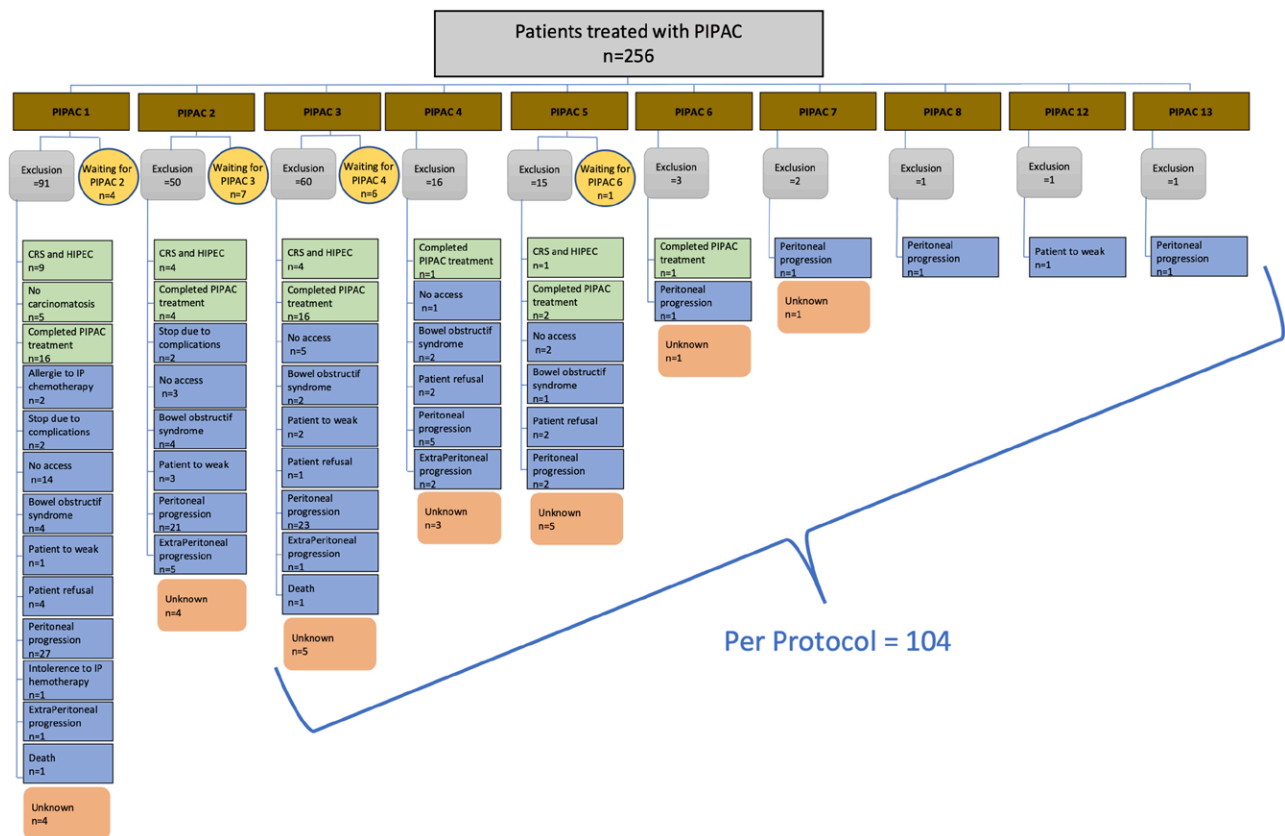 Patients treated with PIPAC
n=256
PIPAC 1
PIPAC 2
PIPAC 3
PIPAC 4
PIPAC 5
PIPAC 6
PIPAC 7
PIPAC 8
PIPAC 12
PIPAC 13
Exclusion
=91
Waiting for
PIPAC 2
n=4
Exclusion
=50
Waiting for
PIPAC 3
n=7
Exclusion
=60
Waiting for
PIPAC 4
n=6
Exclusion
=16
Exclusion
=15
Waiting for
PIPAC 6
n=1
Exclusion
=3
Exclusion
=2
Exclusion
=1
Exclusion
=1
Exclusion
=1
CRS and HIPEC
n=9
No
carcinomatosis
n=5
Completed PIPAC
treatment
n=16
Allergie to IP
chemotherapy
n=2
Stop due to
complications
n=2
No access
n=14
Bowel obstructif
syndrome
n=4
Patient to weak
n=1
Patient refusal
n=4
Peritoneal
progression
n=27
Intolerence to IP
hemotherapy
n=1
ExtraPeritoneal
progression
n=1
Death
n=1
Unknown
n=4
CRS and HIPEC
n=4
Completed PIPAC
treatment
n=4
Stop due to
complications
n=2
No access
n=3
Bowel obstructif
syndrome
n=4
Patient to weak
n=3
Peritoneal
progression
n=21
ExtraPeritoneal
progression
n=5
Unknown
n=4
CRS and HIPEC
n=4
Completed PIPAC
treatment
n=16
No access
n=5
Bowel obstructif
syndrome
n=2
Patient to weak
n=2
Patient refusal
n=1
Peritoneal
progression
n=23
ExtraPeritoneal
progression
n=1
Death
n=1
Unknown
n=5
Completed
PIPAC treatment
n=1
No access
n=1
Bowel obstructif
syndrome
n=2
Patient refusal
n=2
Peritoneal
progression
n=5
ExtraPeritoneal
progression
n=2
Unknown
n=3
CRS and HIPEC
n=1
Completed PIPAC
treatment
n=2
No access
n=2
Bowel obstructif
syndrome
n=1
Patient refusal
n=2
Peritoneal
progression
n=2
Unknown
n=5
Completed PIPAC
treatment
n=1
Peritoneal
progression
n=1
Unknown
n=1
Peritoneal
progression
n=1
Unknown
n=1
Peritoneal
progression
n=1
Patient to weak
n=1
Peritoneal
progression
n=1
Per Protocol = 104